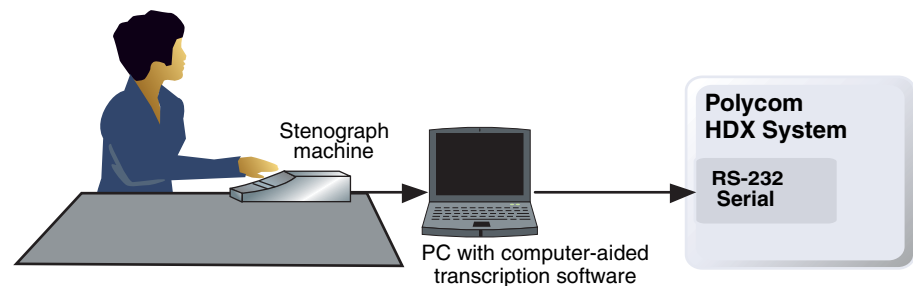 Stenograph
machine
Polycom
HDX System
RS-232
Serial
PC with computer-aided
transcription software